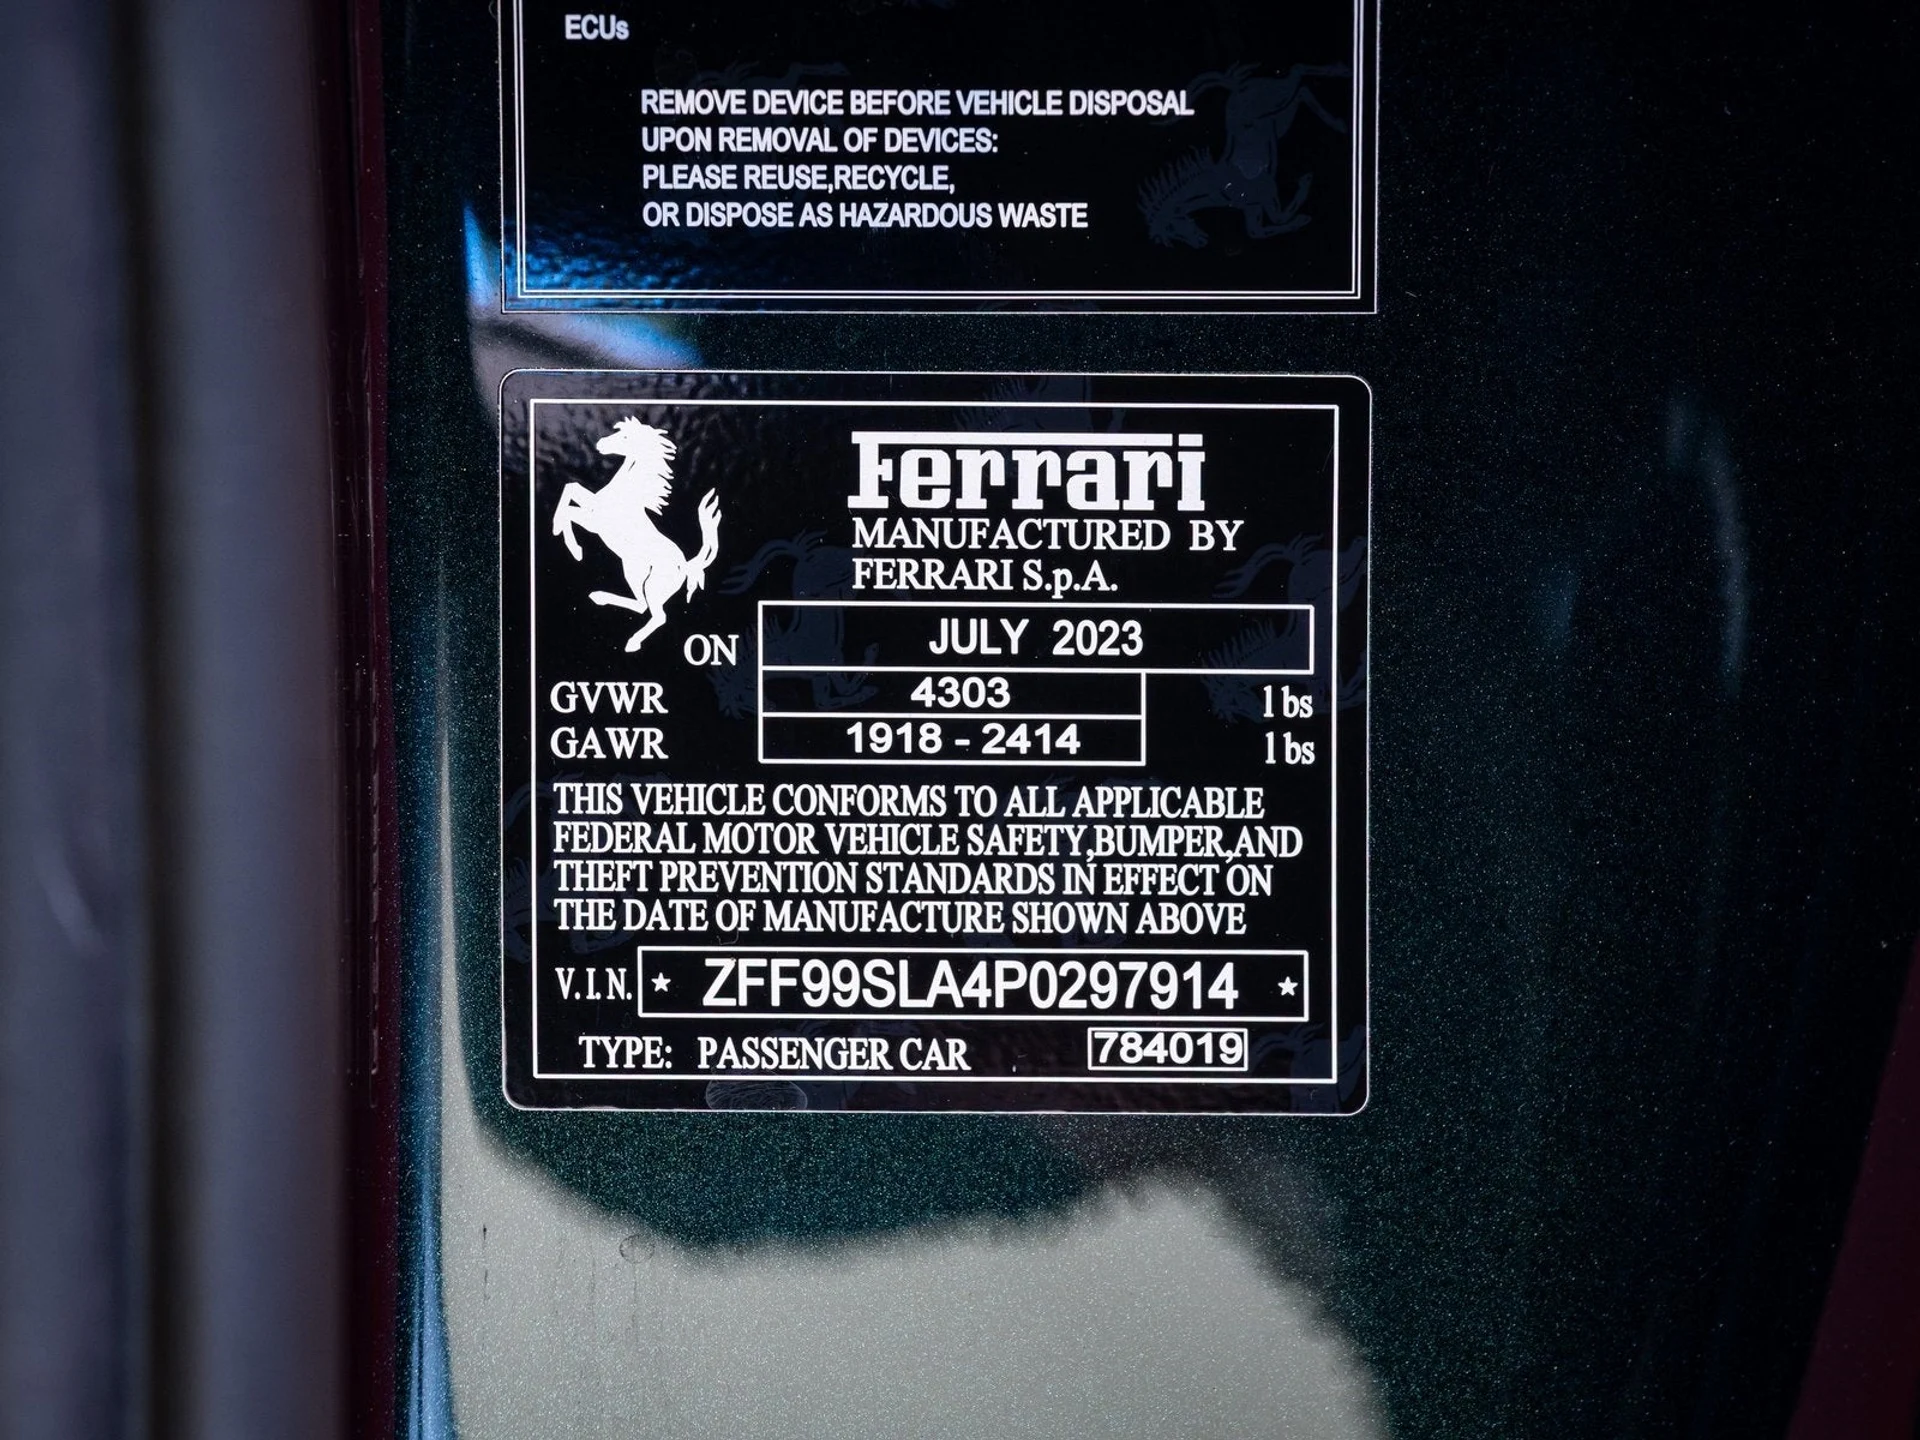 ECUs
REMOVE DEVICE BEFORE VEHICLE DISPOSAL
UPON REMOVAL OF DEVICES:
PLEASE REUSE,RECYCLE,
OR DISPOSE AS HAZARDOUS WASTE
Ferrari
MANUFACTURED BY
FERRARI S.p.A.
ON JULY 2023
GVWR 4303 lbs
GAWR 1918 - 2414 lbs
THIS VEHICLE CONFORMS TO ALL APPLICABLE
FEDERAL MOTOR VEHICLE SAFETY,BUMPER,AND
THEFT PREVENTION STANDARDS IN EFFECT ON
THE DATE OF MANUFACTURE SHOWN ABOVE
V.I.N. ★ ZFF99SLA4P0297914 ★
TYPE: PASSENGER CAR 784019